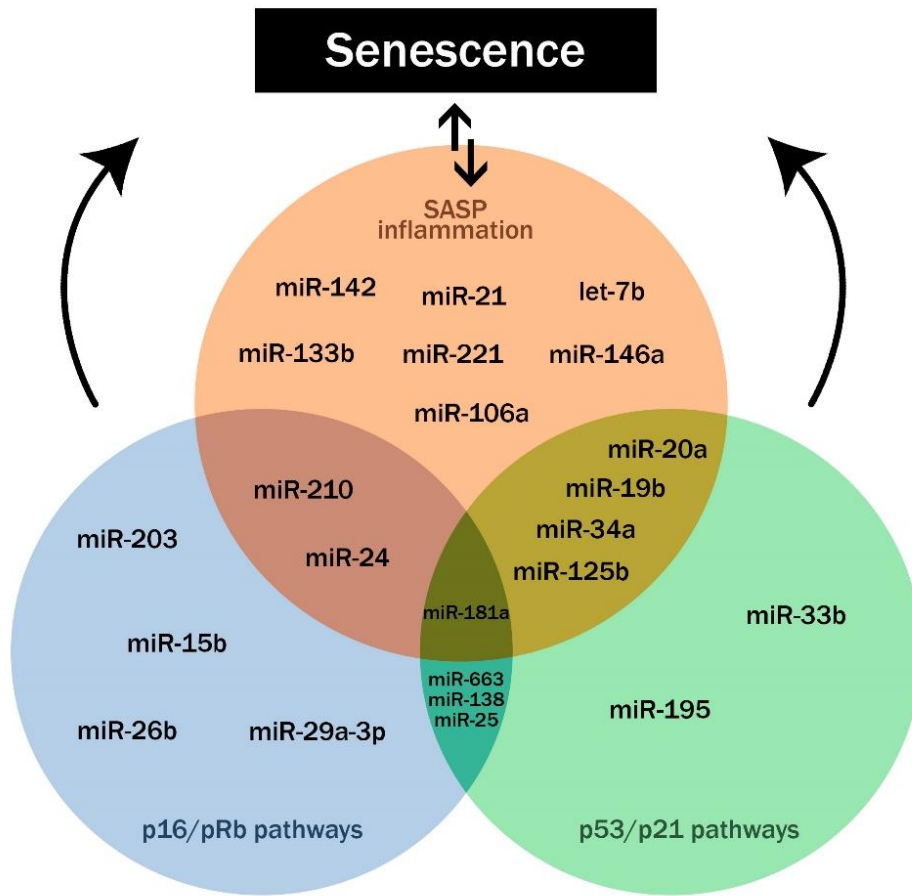 Senescence
SASP
inflammation
miR-142
miR-21
let-7b
miR-133b
miR-221
miR-146a
miR-106a
miR-20a
miR-210
miR-19b
miR-203
miR-34a
miR-24
miR-125b
miR-181a
miR-33b
miR-15b
miR-663
miR-138
miR-25
miR-195
miR-26b
miR-29a-3p
p16/pRb pathways
p53/p21 pathways